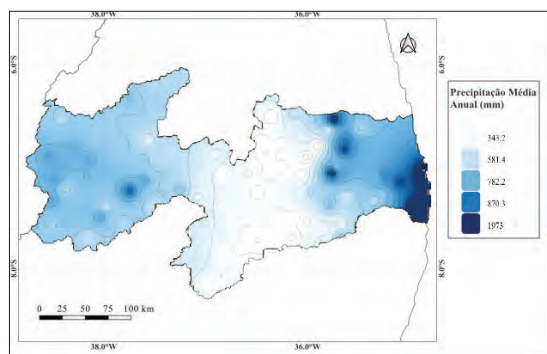 38.0°W 36.0°W
6.0°S 6.0°S
Precipitação Média
Anual (mm)
343.2
581.4
782.2
870.3
1973
8.0°S 8.0°S
0 25 50 75 100 km
38.0°W 36.0°W